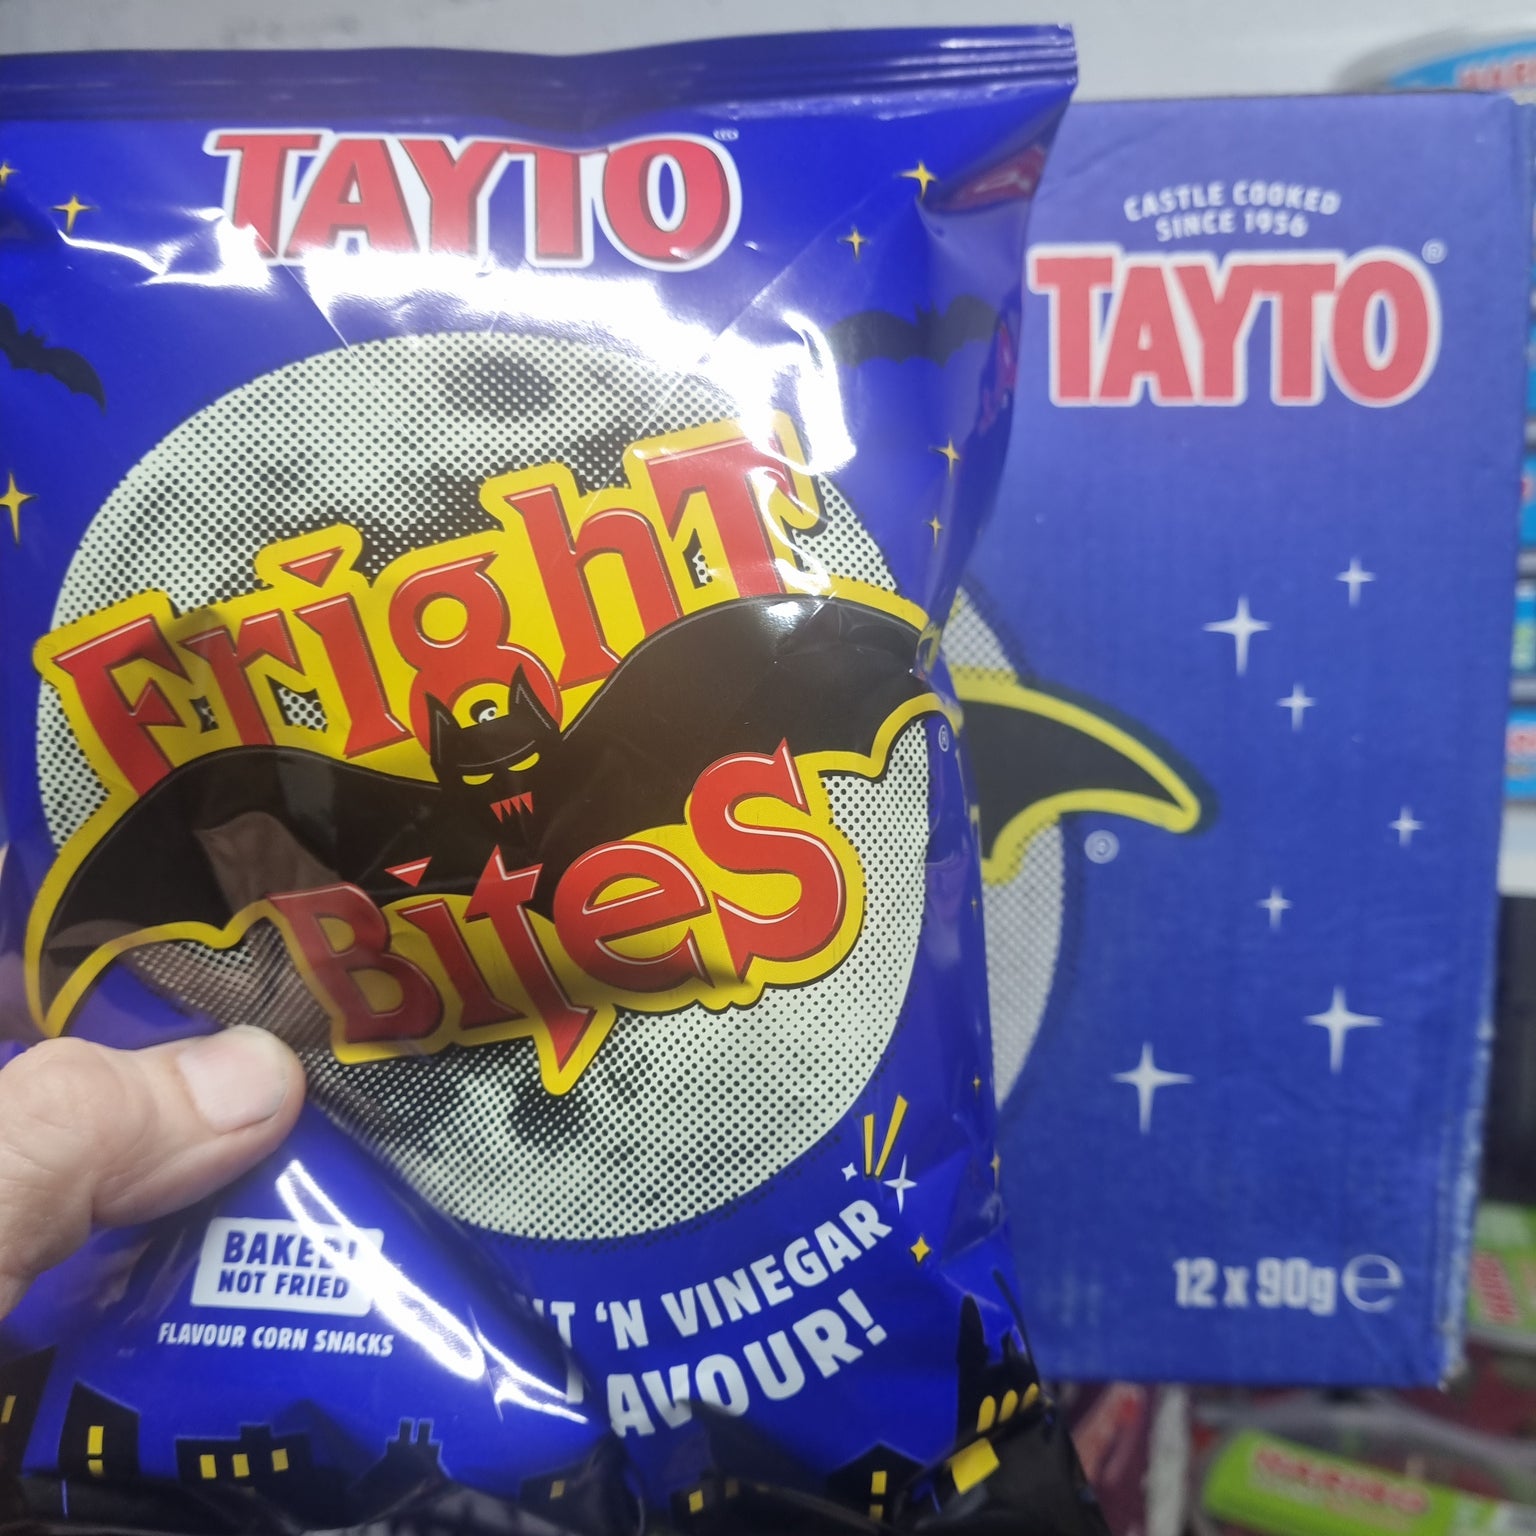 TAYTO
Fright
Bites
BAKED!
NOT FRIED
FLAVOUR CORN SNACKS
'N VINEGAR
AVOUR!
CASTLE COOKED
SINCE 1956
TAYTO
12 x 90g e